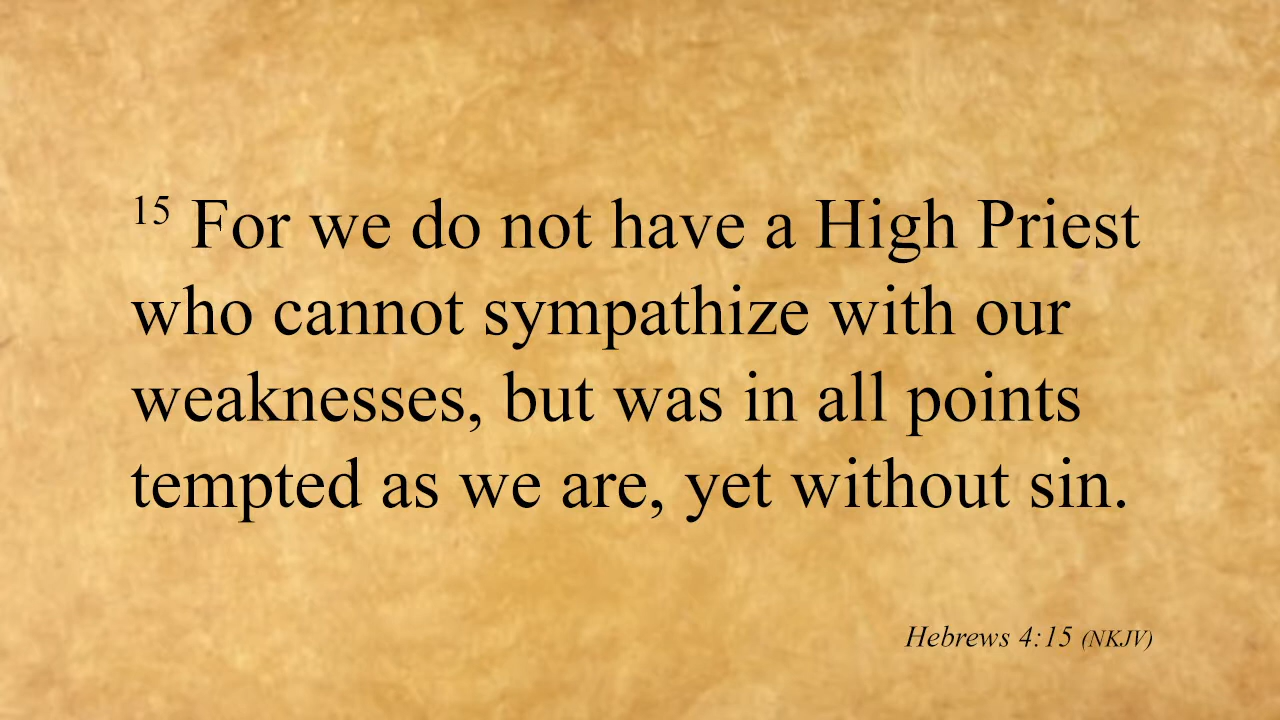 15 For we do not have a High Priest
who cannot sympathize with our
weaknesses, but was in all points
tempted as we are, yet without sin.
Hebrews 4:15 (NKJV)